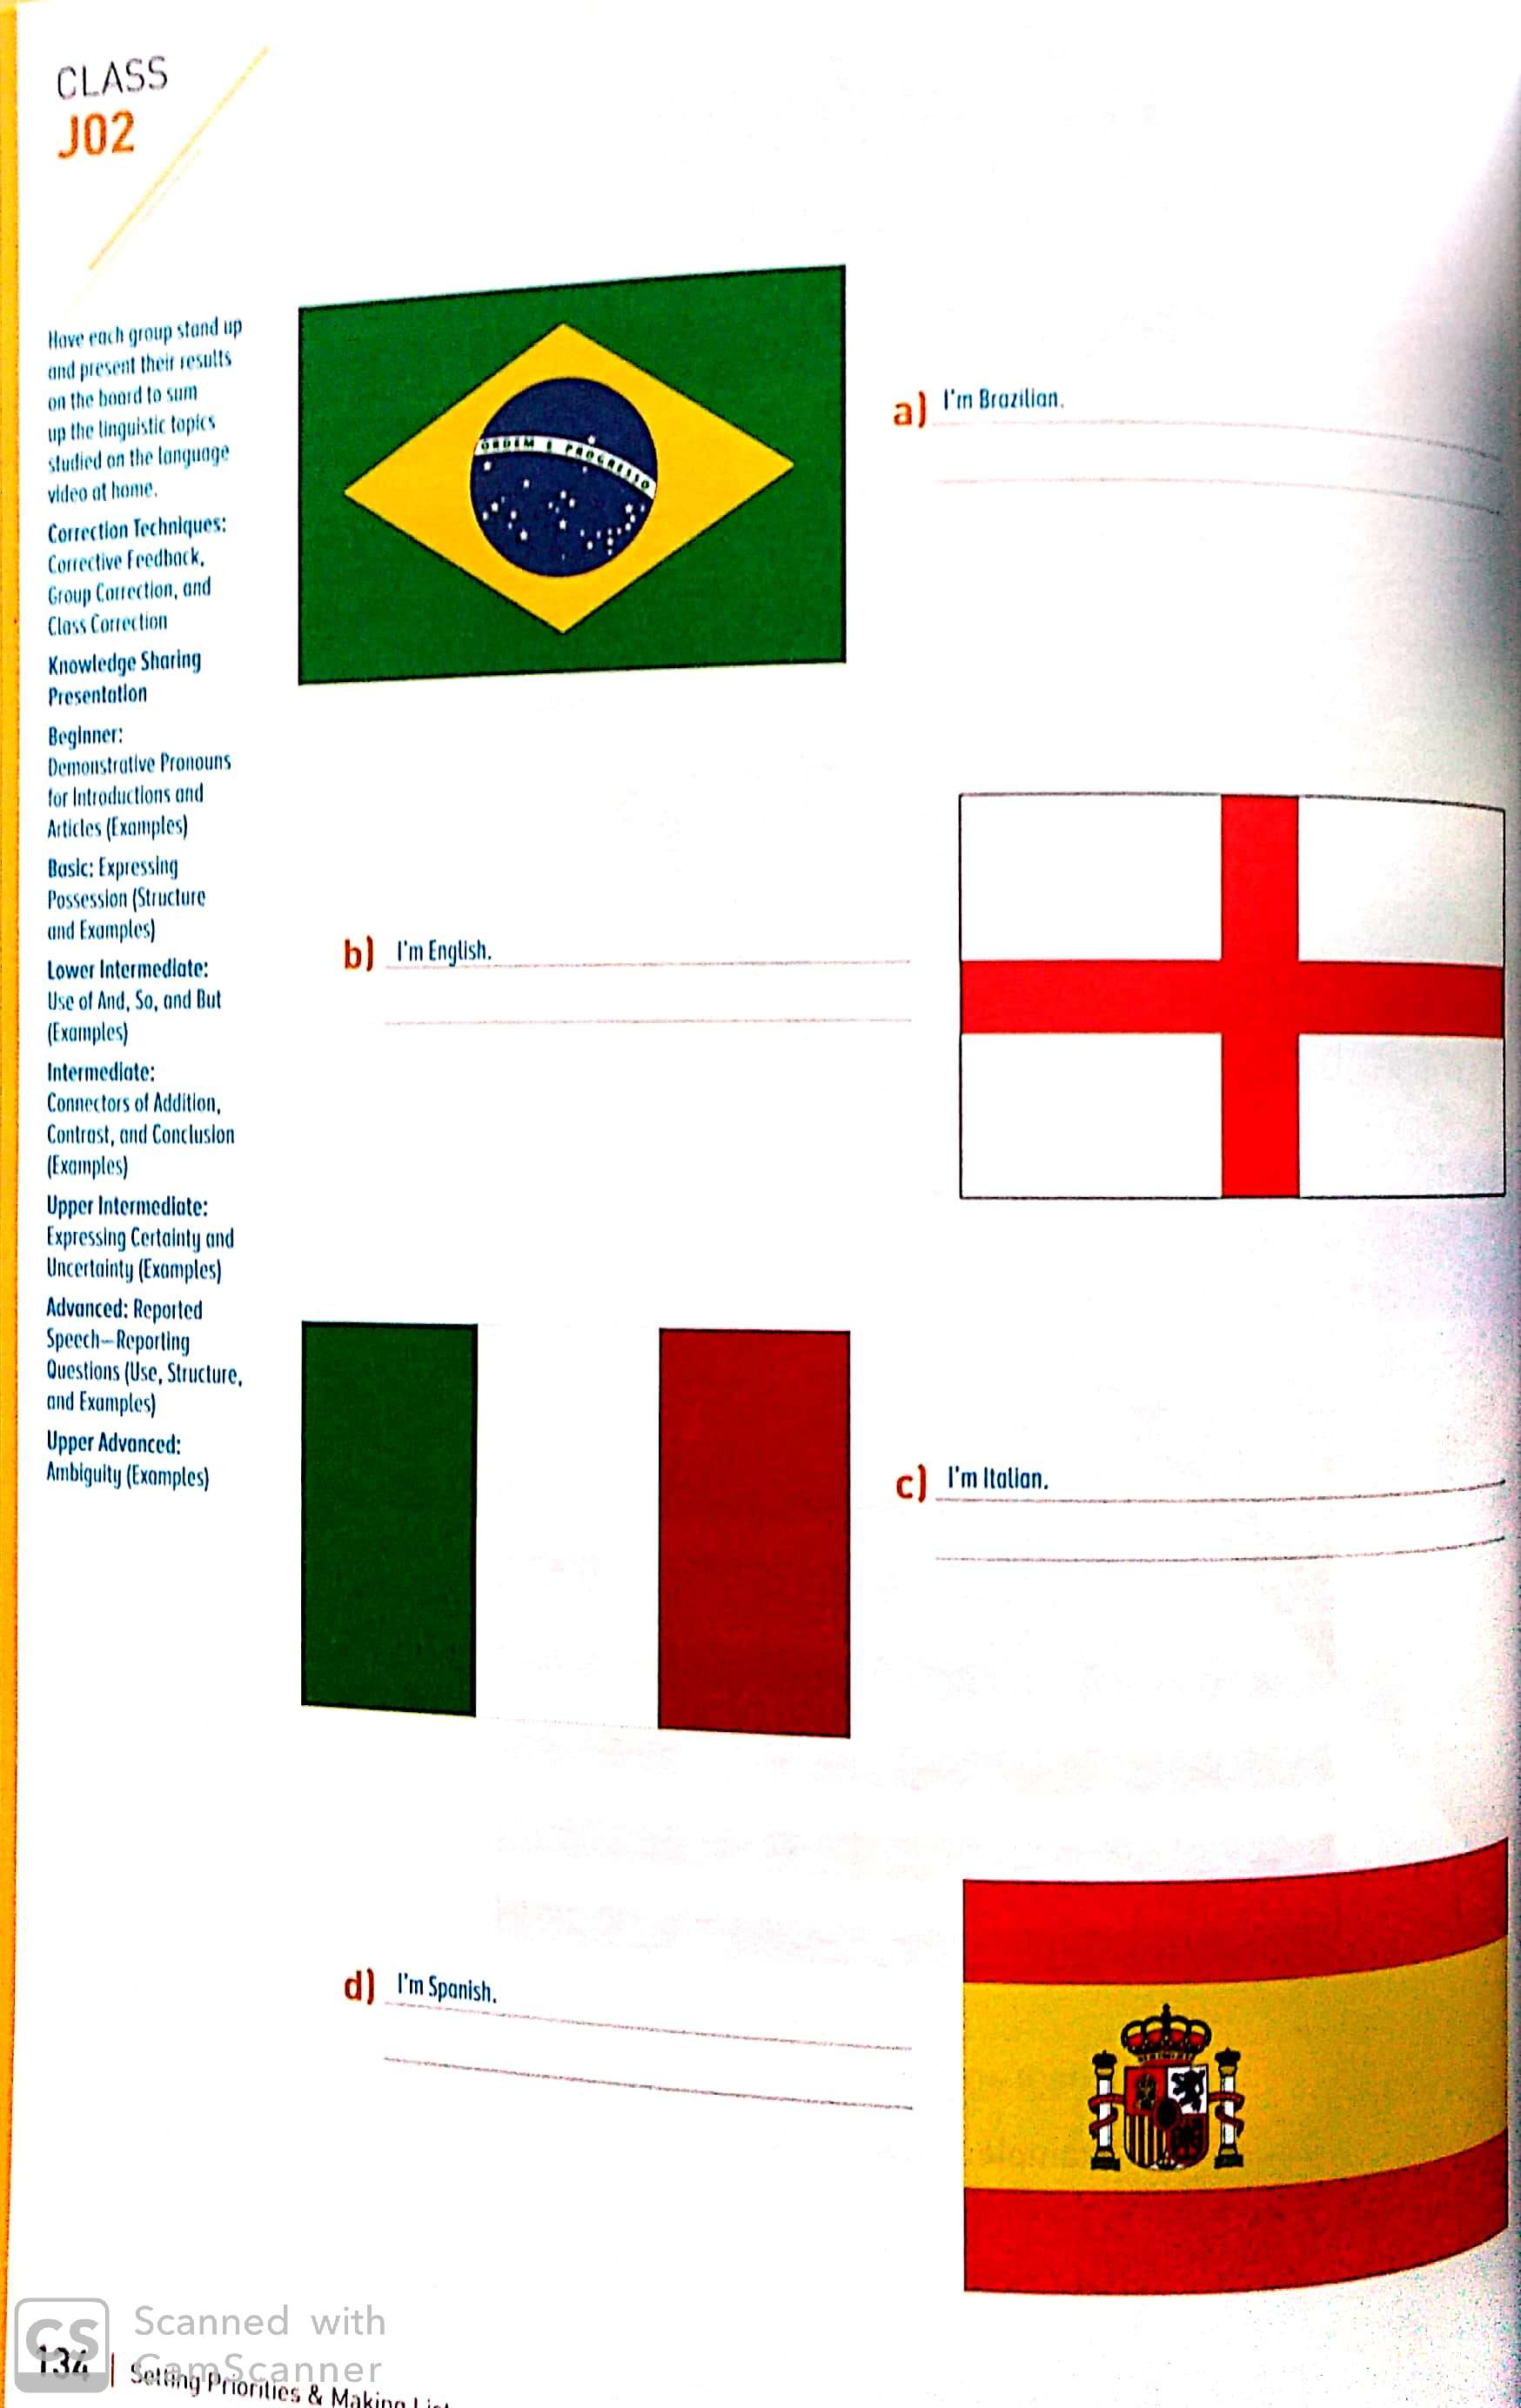 CLASS
J02
Have each group stand up
and present their results
on the board to sum
up the linguistic topics
studied on the language
video at home.
Correction Techniques:
Corrective Feedback,
Group Correction, and
Class Correction
Knowledge Sharing
Presentation
Beginner:
Demonstrative Pronouns
for Introductions and
Articles (Examples)
Basic: Expressing
Possession (Structure
and Examples)
Lower Intermediate:
Use of And, So, and But
(Examples)
Intermediate:
Connectors of Addition,
Contrast, and Conclusion
(Examples)
Upper Intermediate:
Expressing Certainty and
Uncertainty (Examples)
Advanced: Reported
Speech—Reporting
Questions (Use, Structure,
and Examples)
Upper Advanced:
Ambiguity (Examples)
ORDEM E PROGRESSO
a) I'm Brazilian.
b) I'm English.
c) I'm Italian.
d) I'm Spanish.
CS
Scanned with
CamScanner
134 | Setting Priorities & Making